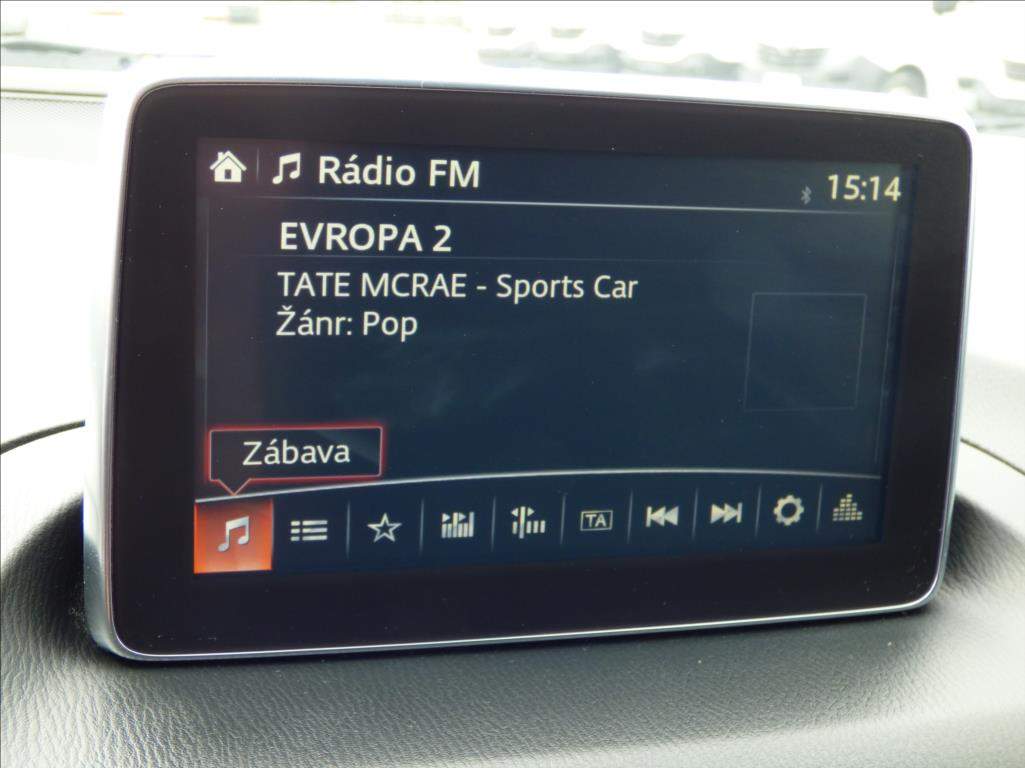 Rádio FM
15:14
EVROPA 2
TATE MCRAE - Sports Car
Žánr: Pop
Zábava
TA